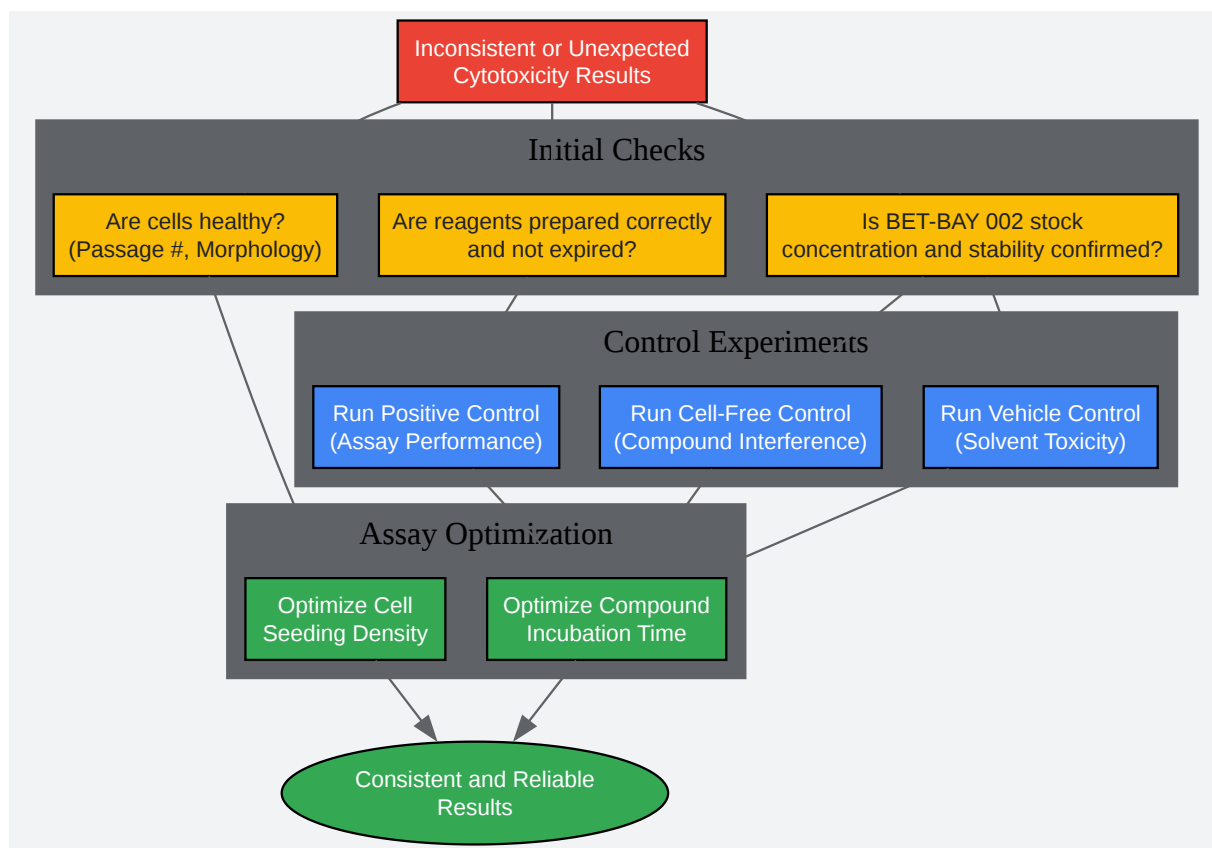 Inconsistent or Unexpected
Cytotoxicity Results
Initial Checks
Are cells healthy?
(Passage #, Morphology)
Are reagents prepared correctly
and not expired?
Is BET-BAY 002 stock
concentration and stability confirmed?
Control Experiments
Run Positive Control
(Assay Performance)
Run Cell-Free Control
(Compound Interference)
Run Vehicle Control
(Solvent Toxicity)
Assay Optimization
Optimize Cell
Seeding Density
Optimize Compound
Incubation Time
Consistent and Reliable
Results